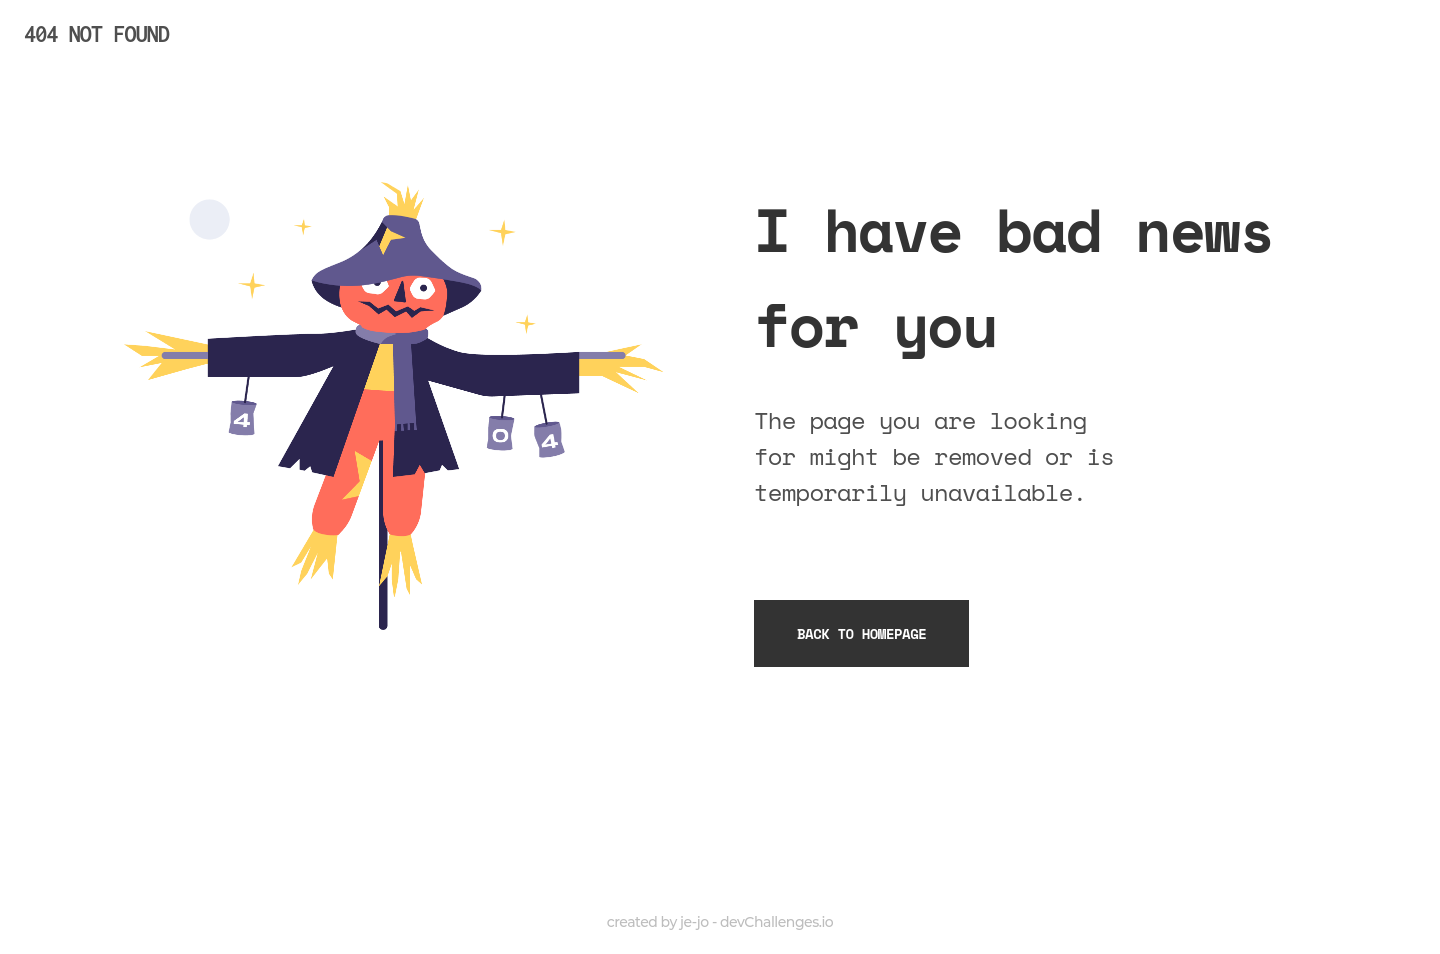 404 NOT FOUND
I have bad news
for you
4
0
4
The page you are looking
for might be removed or is
temporarily unavailable.
BACK TO HOMEPAGE
created by je-jo - devChallenges.io